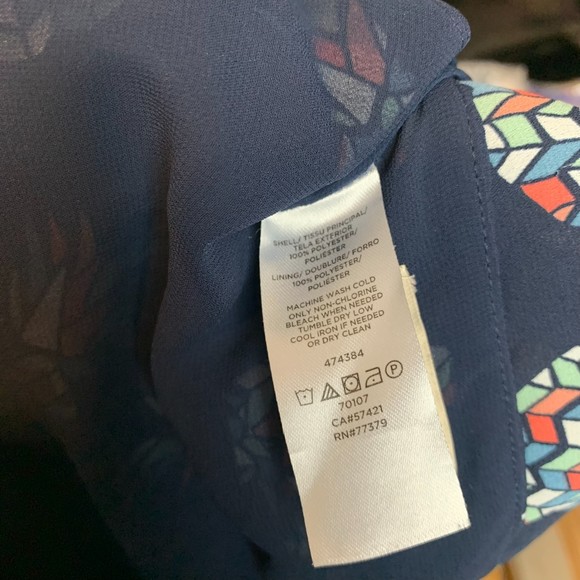 SHELL/ TISSU PRINCIPAL/
TELA EXTERIOR
100% POLYESTER/
POLIESTER
LINING/ DOUBLURE/ FORRO
100% POLYESTER/
POLIESTER
MACHINE WASH COLD
ONLY NON-CHLORINE
BLEACH WHEN NEEDED
TUMBLE DRY LOW
COOL IRON IF NEEDED
OR DRY CLEAN
474384
P
70107
CA#57421
RN#77379